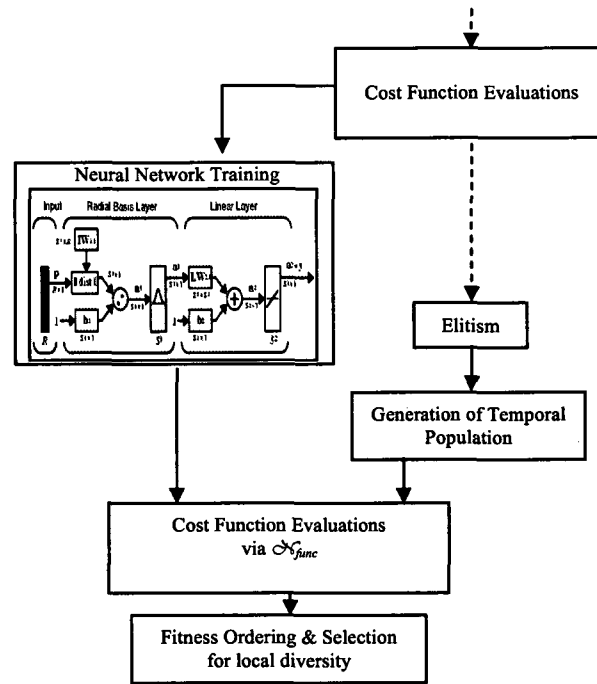 Cost Function Evaluations
Neural Network Training
Input Radial Basis Layer Linear Layer
Elitism
Generation of Temporal
Population
Cost Function Evaluations
via 𝒩func
Fitness Ordering & Selection
for local diversity